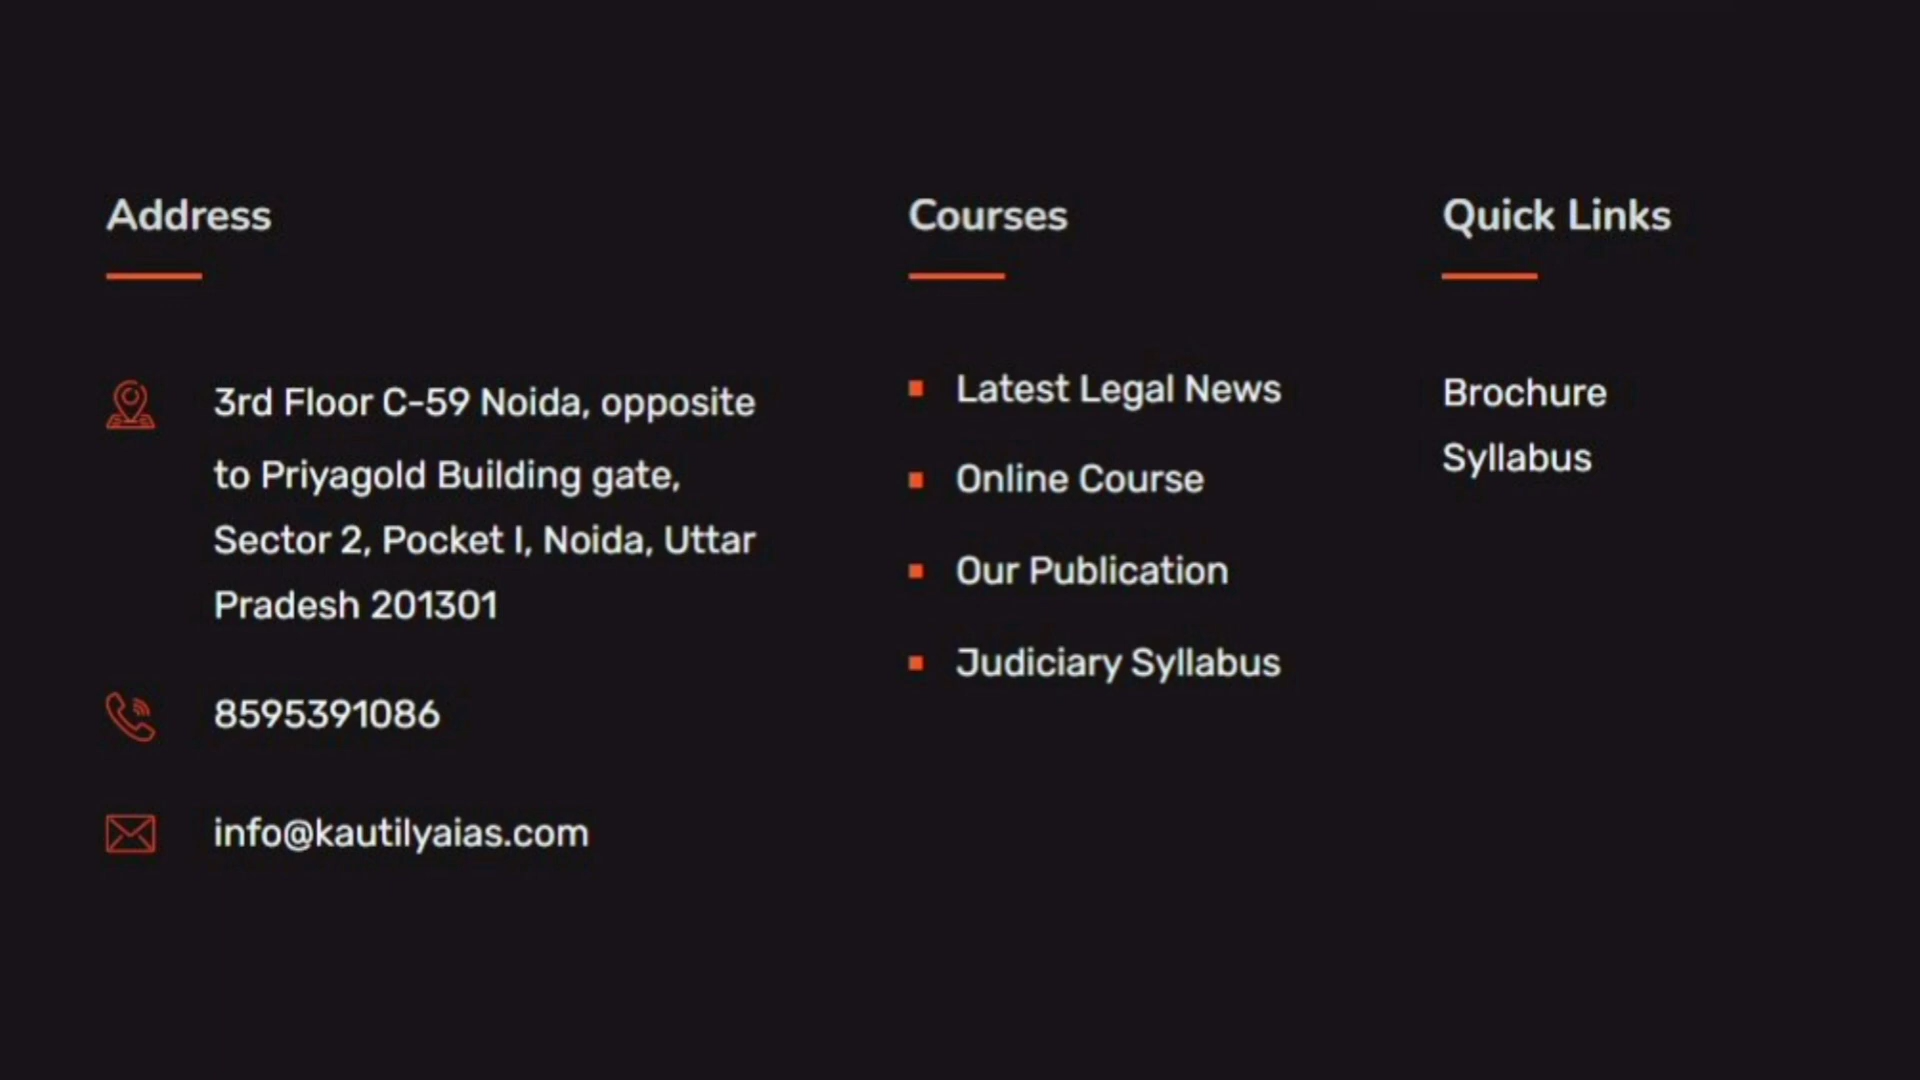 Address
3rd Floor C-59 Noida, opposite
to Priyagold Building gate,
Sector 2, Pocket I, Noida, Uttar
Pradesh 201301
8595391086
info@kautilyaias.com
Courses
Latest Legal News
Online Course
Our Publication
Judiciary Syllabus
Quick Links
Brochure
Syllabus